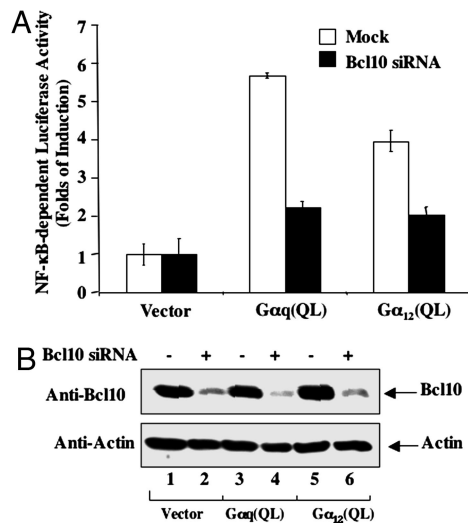 A
NF-κB-dependent Luciferase Activity
(Folds of Induction)
7
6
5
4
2
1
0
Mock
Bcl10 siRNA
Vector
Gαq(QL)
Gα₁₂(QL)
B
Bcl10 siRNA - + - + - +
Anti-Bcl10
Bcl10
Anti-Actin
Actin
1 2 3 4 5 6
Vector Gαq(QL) Gα₁₂(QL)